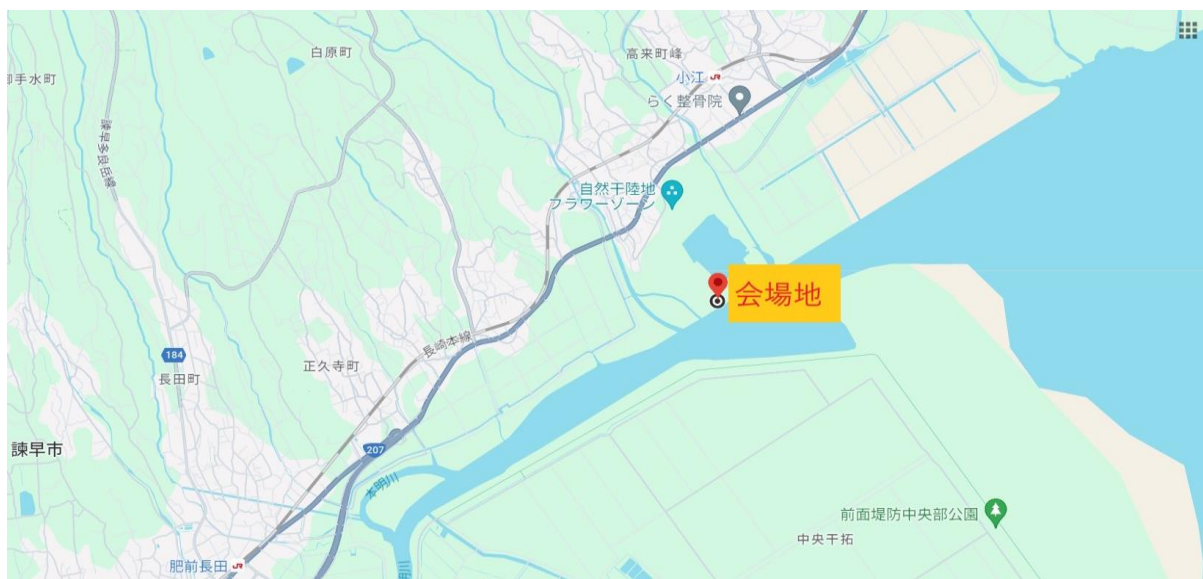 白原町
高来町峰
小江
らく整骨院
御手水町
諫早多良岳線
自然干陸地
フラワーゾーン
会場地
長崎本線
184
長田町
正久寺町
諫早市
207
本明川
前面堤防中央部公園
中央干拓
肥前長田